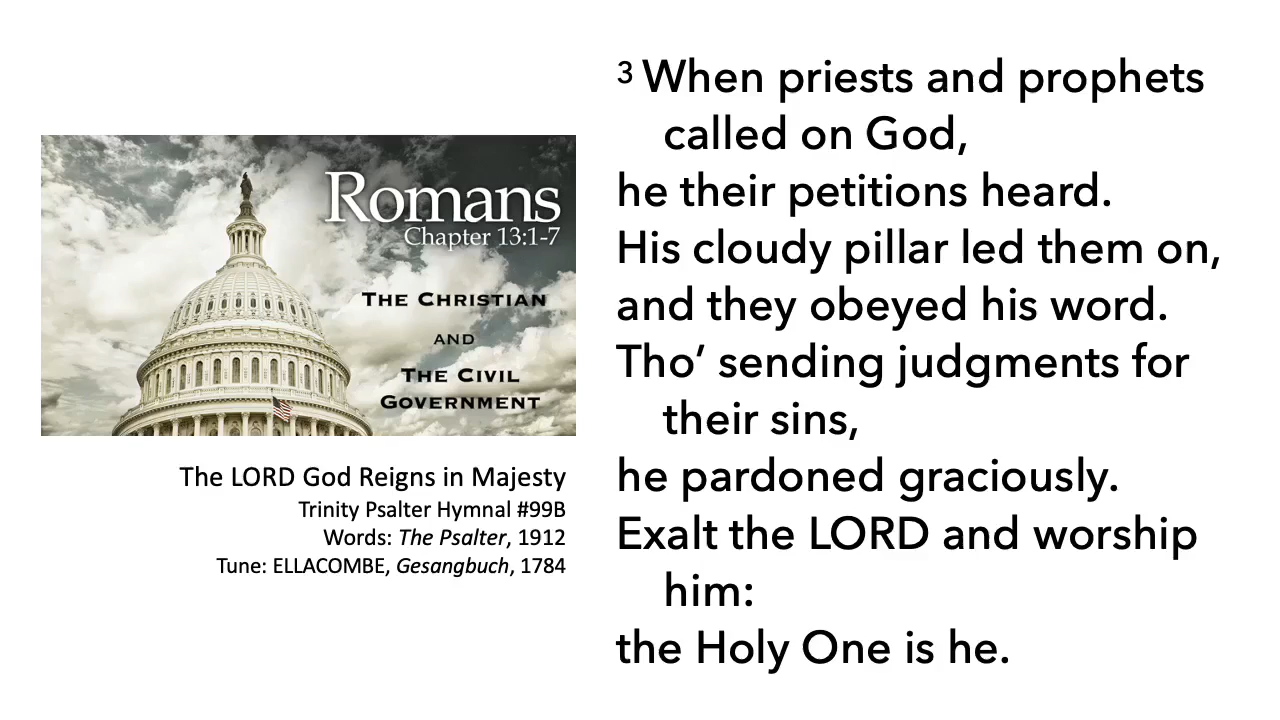 Romans
Chapter 13:1-7
The Christian
and
The Civil
Government
The LORD God Reigns in Majesty
Trinity Psalter Hymnal #99B
Words: The Psalter, 1912
Tune: ELLACOMBE, Gesangbuch, 1784
3 When priests and prophets
called on God,
he their petitions heard.
His cloudy pillar led them on,
and they obeyed his word.
Tho’ sending judgments for
their sins,
he pardoned graciously.
Exalt the LORD and worship
him:
the Holy One is he.